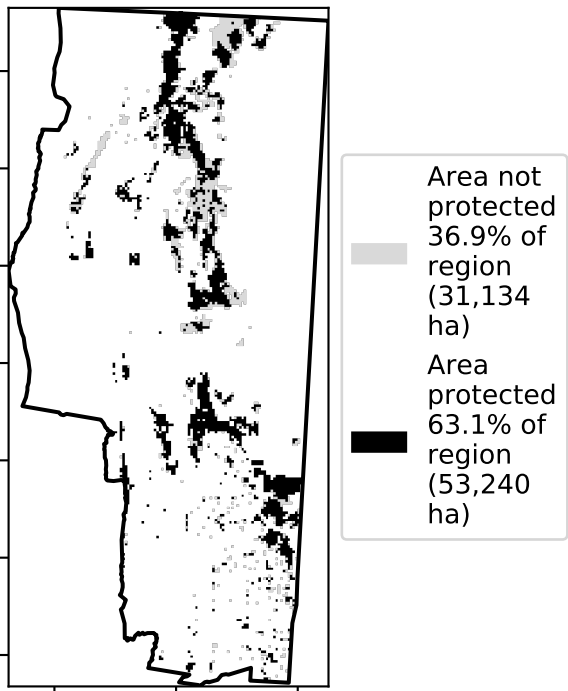 Area not
protected
36.9% of
region
(31,134
ha)
Area
protected
63.1% of
region
(53,240
ha)